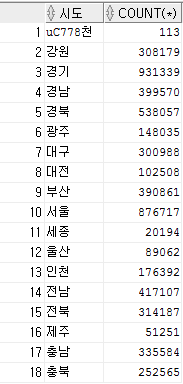 시도 COUNT(*)
1 uC778천 113
2 강원 308179
3 경기 931339
4 경남 399570
5 경북 538057
6 광주 148035
7 대구 300988
8 대전 102508
9 부산 390861
10 서울 876717
11 세종 20194
12 울산 89062
13 인천 176392
14 전남 417107
15 전북 314187
16 제주 51251
17 충남 335584
18 충북 252565